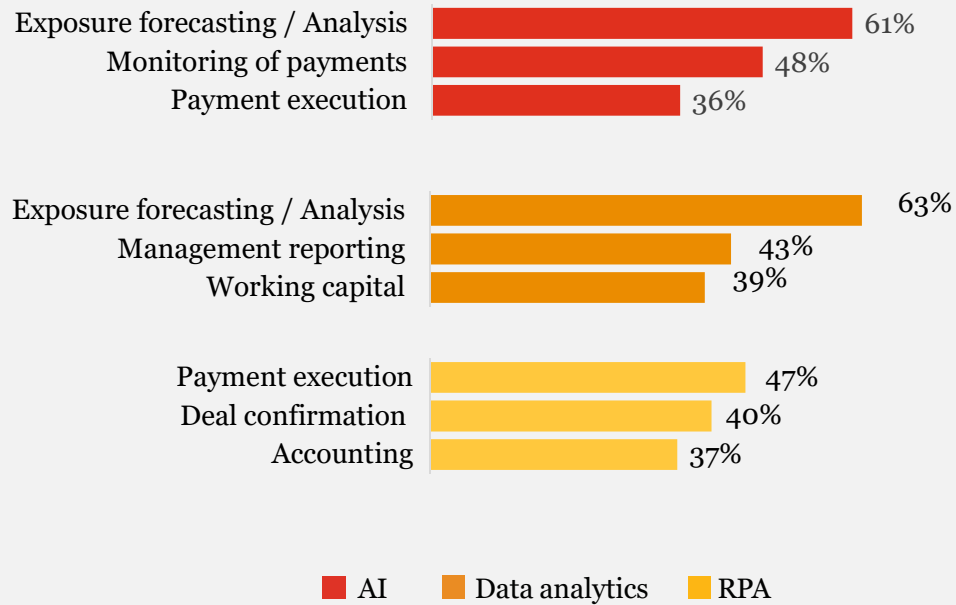 Exposure forecasting / Analysis 61%
Monitoring of payments 48%
Payment execution 36%
Exposure forecasting / Analysis 63%
Management reporting 43%
Working capital 39%
Payment execution 47%
Deal confirmation 40%
Accounting 37%
AI Data analytics RPA